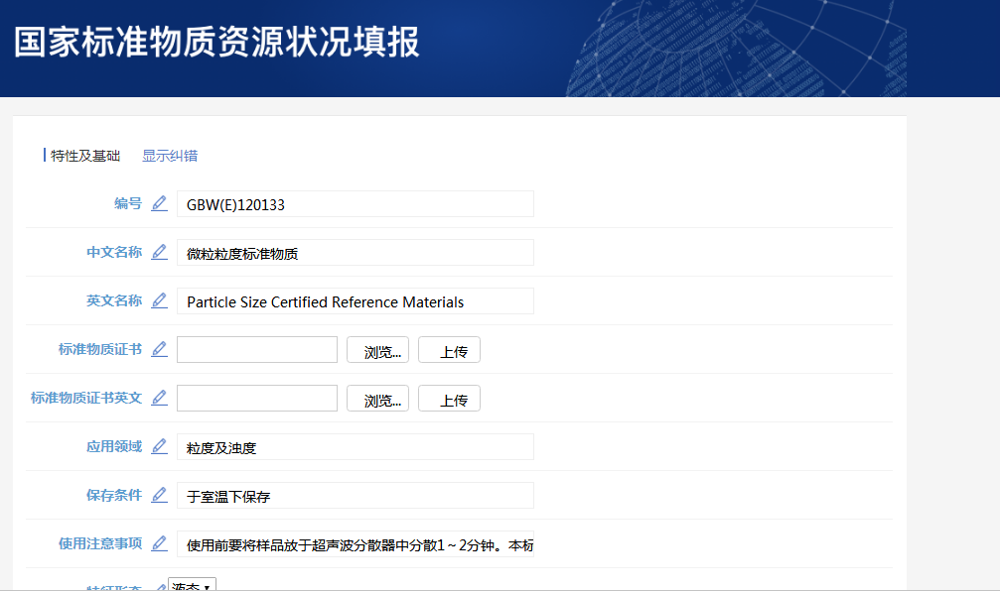 国家标准物质资源状况填报
特性及基础 显示纠错
编号 GBW(E)120133
中文名称 微粒粒度标准物质
英文名称 Particle Size Certified Reference Materials
标准物质证书 浏览... 上传
标准物质证书英文 浏览... 上传
应用领域 粒度及浊度
保存条件 于室温下保存
使用注意事项 使用前要将样品放于超声波分散器中分散1～2分钟。本标
特征形态 液态